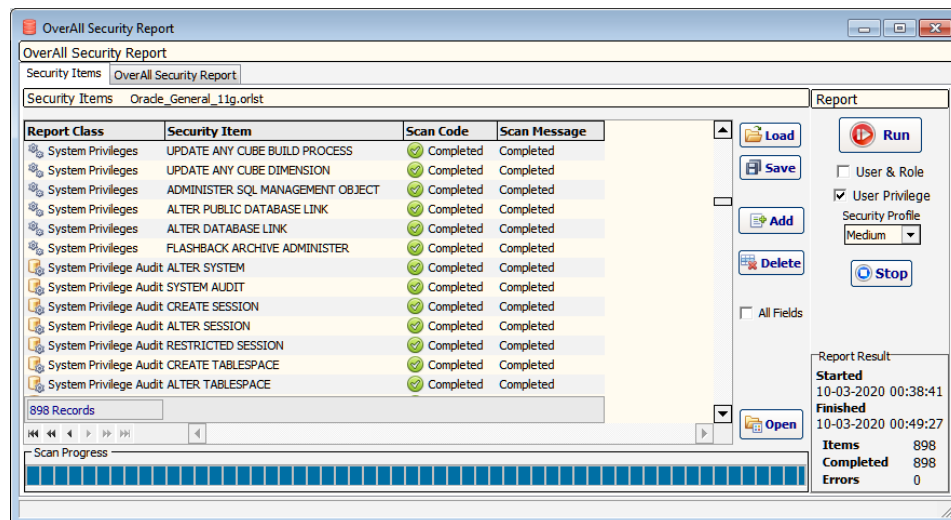 OverAll Security Report
OverAll Security Report
Security Items OverAll Security Report
Security Items Oracle_General_11g.orlst
Report Class Security Item Scan Code Scan Message
System Privileges UPDATE ANY CUBE BUILD PROCESS Completed Completed
System Privileges UPDATE ANY CUBE DIMENSION Completed Completed
System Privileges ADMINISTER SQL MANAGEMENT OBJECT Completed Completed
System Privileges ALTER PUBLIC DATABASE LINK Completed Completed
System Privileges ALTER DATABASE LINK Completed Completed
System Privileges FLASHBACK ARCHIVE ADMINISTER Completed Completed
System Privilege Audit ALTER SYSTEM Completed Completed
System Privilege Audit SYSTEM AUDIT Completed Completed
System Privilege Audit CREATE SESSION Completed Completed
System Privilege Audit ALTER SESSION Completed Completed
System Privilege Audit RESTRICTED SESSION Completed Completed
System Privilege Audit CREATE TABLESPACE Completed Completed
System Privilege Audit ALTER TABLESPACE Completed Completed
898 Records
Scan Progress
Load
Save
Add
Delete
All Fields
Open
Report
Run
User & Role
User Privilege
Security Profile
Medium
Stop
Report Result
Started
10-03-2020 00:38:41
Finished
10-03-2020 00:49:27
Items 898
Completed 898
Errors 0